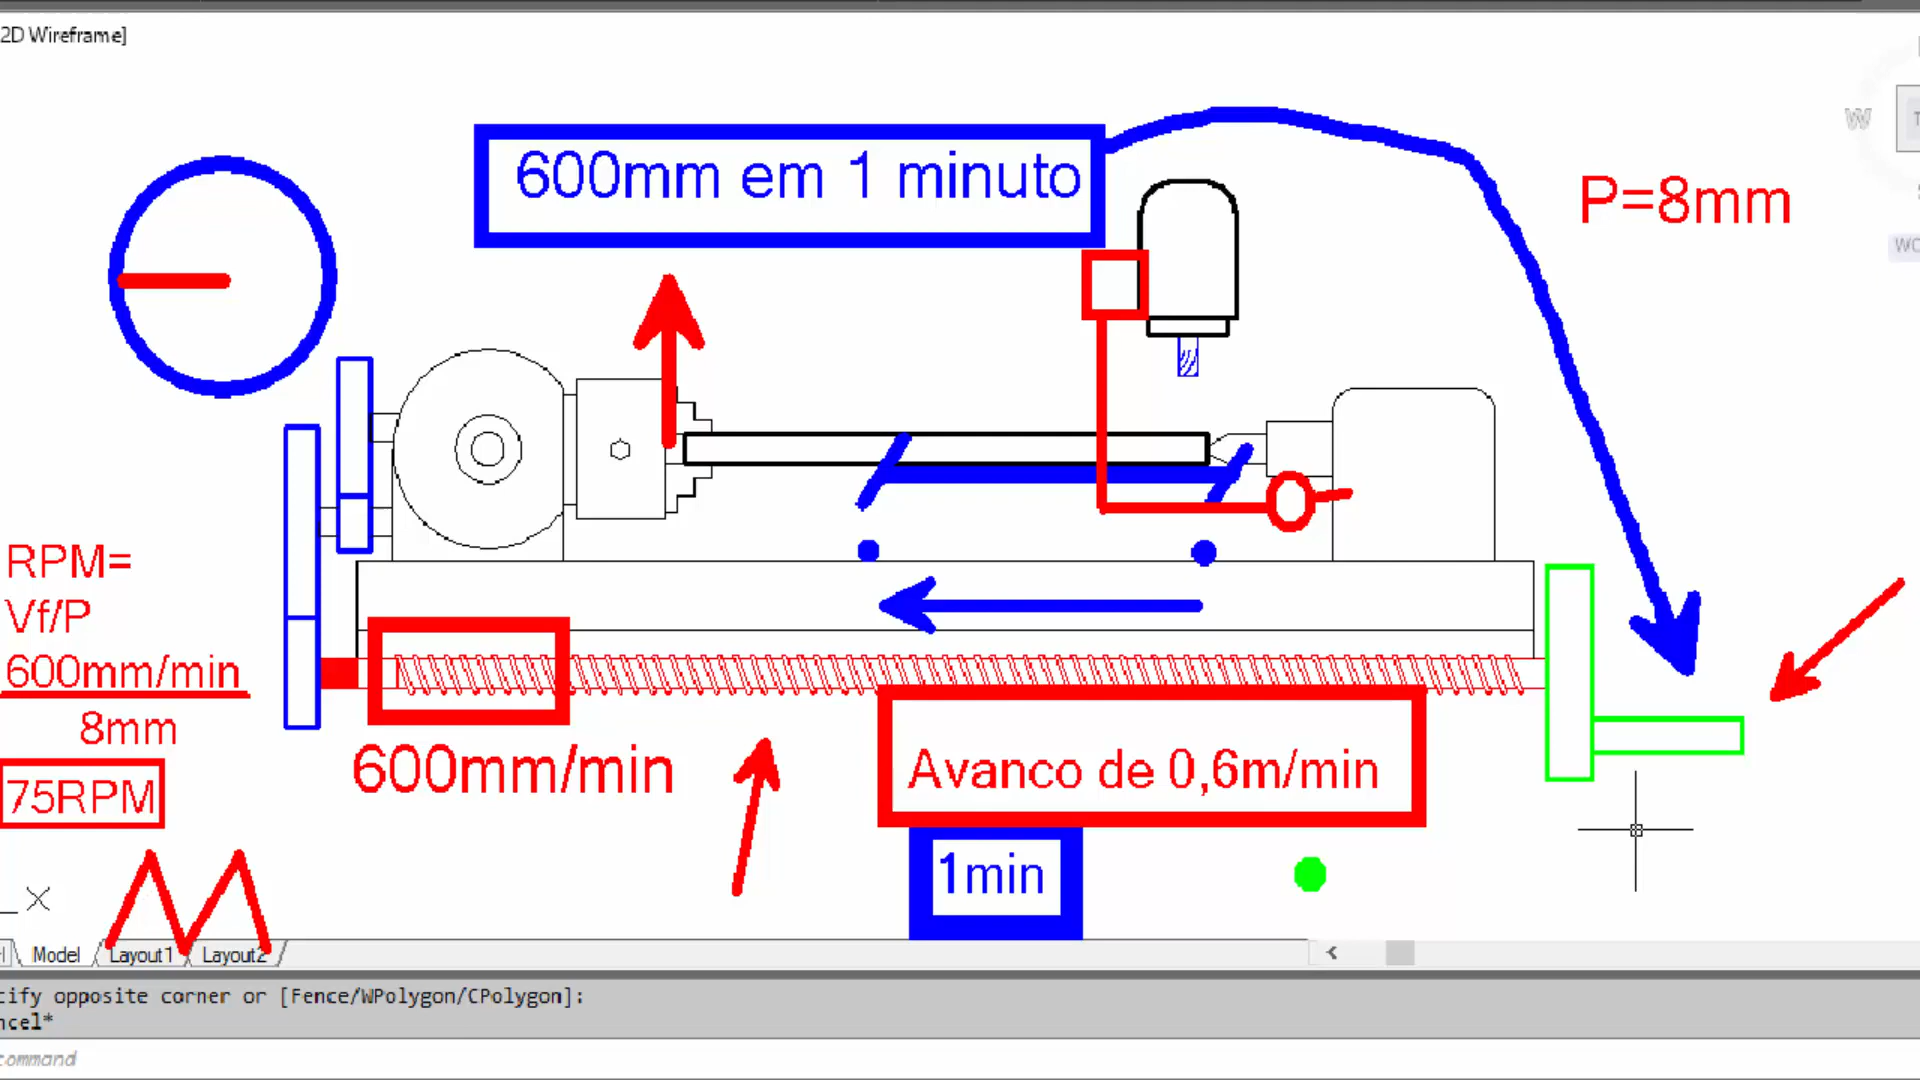 2D Wireframe]
600mm em 1 minuto
W
P=8mm
RPM=
Vf/P
600mm/min
8mm
75RPM
600mm/min
Avanco de 0,6m/min
1min
X
Model
Layout1
Layout2
cify opposite corner or [Fence/WPolygon/CPolygon]:
ncel*
command